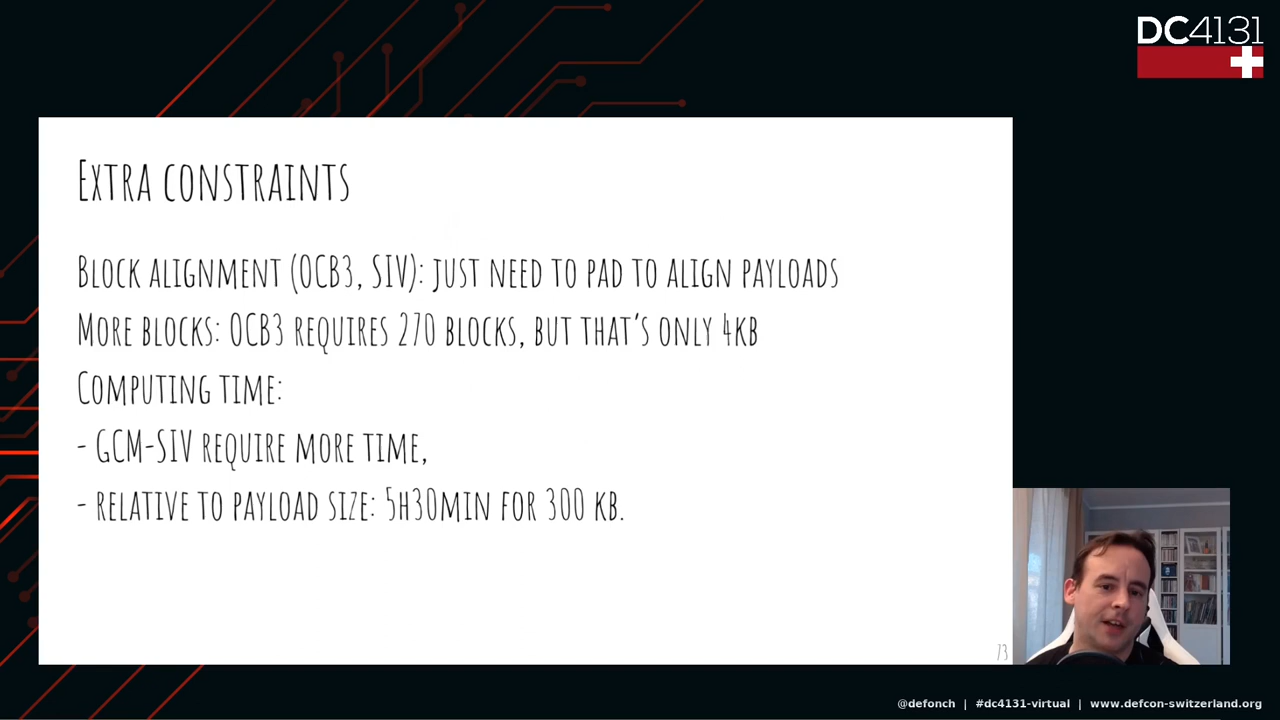 DC4131
Extra constraints
Block alignment (OCB3, SIV): just need to pad to align payloads
More blocks: OCB3 requires 270 blocks, but that's only 4kb
Computing time:
- GCM-SIV require more time,
- relative to payload size: 5h30min for 300 kb.
73
@defonch | #dc4131-virtual | www.defcon-switzerland.org